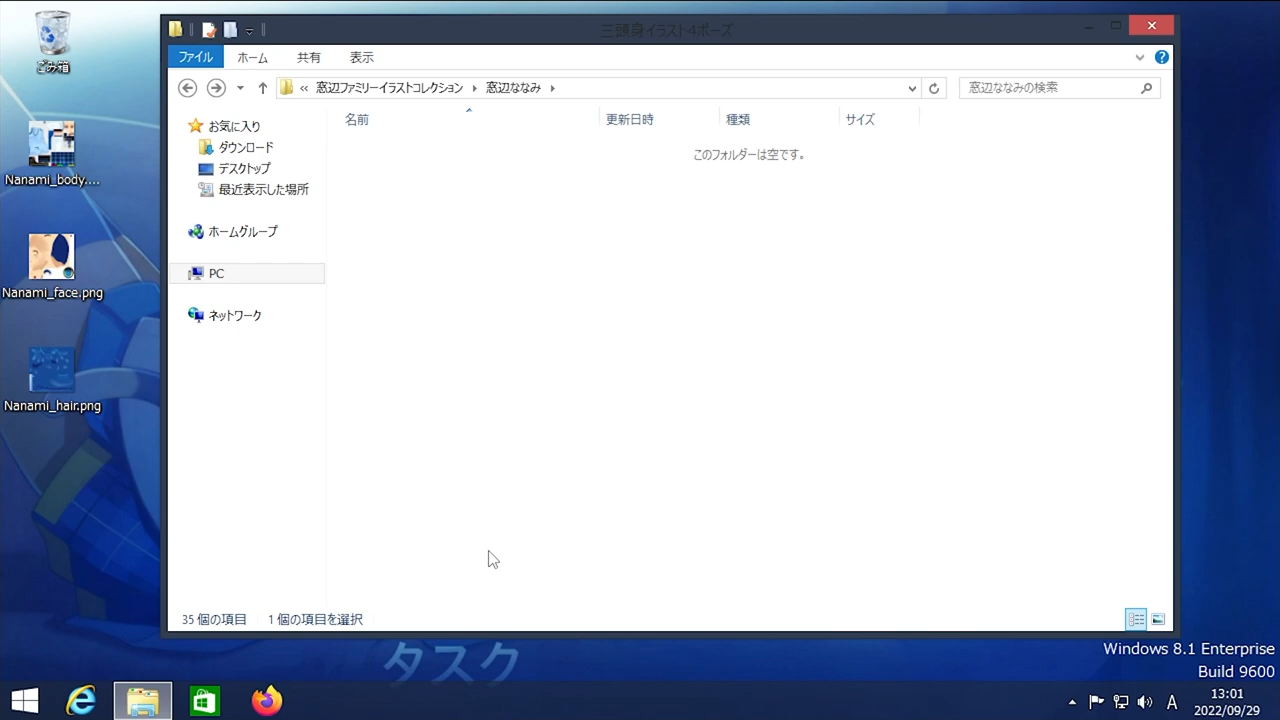 ごみ箱
Nanami_body....
Nanami_face.png
Nanami_hair.png
三頭身イラスト4ポーズ
ファイル
ホーム
共有
表示
« 窓辺ファミリーイラストコレクション 窓辺ななみ
窓辺ななみの検索
お気に入り
ダウンロード
デスクトップ
最近表示した場所
ホームグループ
PC
ネットワーク
名前
更新日時
種類
サイズ
このフォルダーは空です。
35 個の項目
1 個の項目を選択
タスク
Windows 8.1 Enterprise
Build 9600
A
13:01
2022/09/29